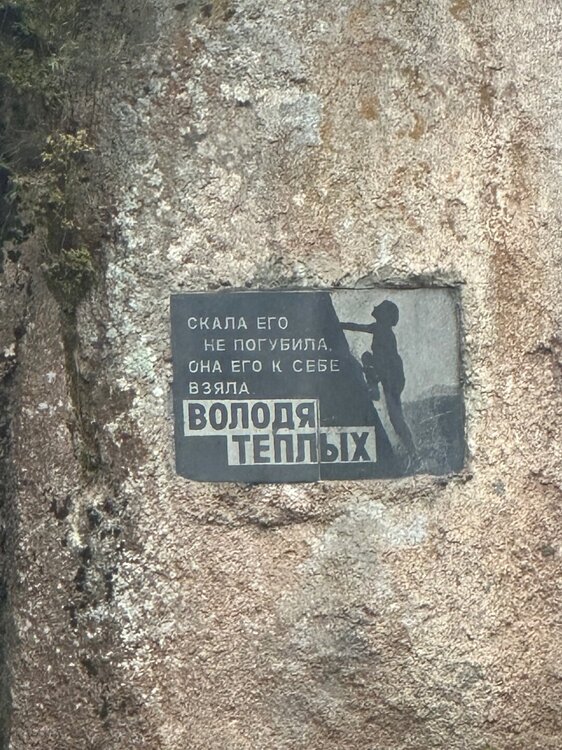 СКАЛА ЕГО
НЕ ПОГУБИЛА,
ОНА ЕГО К СЕБЕ
ВЗЯЛА
ВОЛОДЯ
ТЕПЛЫХ